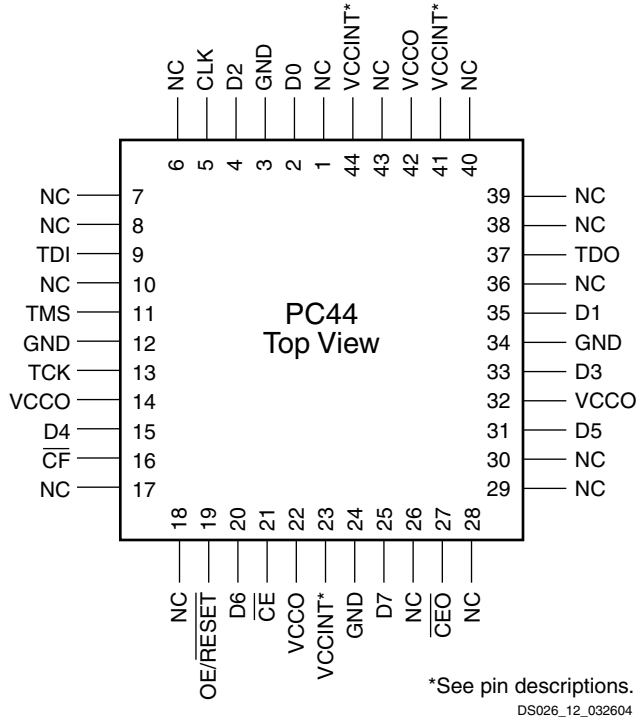 NC
CLK
D2
GND
D0
NC
VCCINT*
NC
VCCO
VCCINT*
NC
6
5
4
3
2
1
44
43
42
41
40
NC 7
NC 8
TDI 9
NC 10
TMS 11
GND 12
TCK 13
VCCO 14
D4 15
CF 16
NC 17
PC44
Top View
39 NC
38 NC
37 TDO
36 NC
35 D1
34 GND
33 D3
32 VCCO
31 D5
30 NC
29 NC
18
19
20
21
22
23
24
25
26
27
28
NC
OE/RESET
D6
CE
VCCO
VCCINT*
GND
D7
NC
CEO
NC
*See pin descriptions.
DS026_12_032604